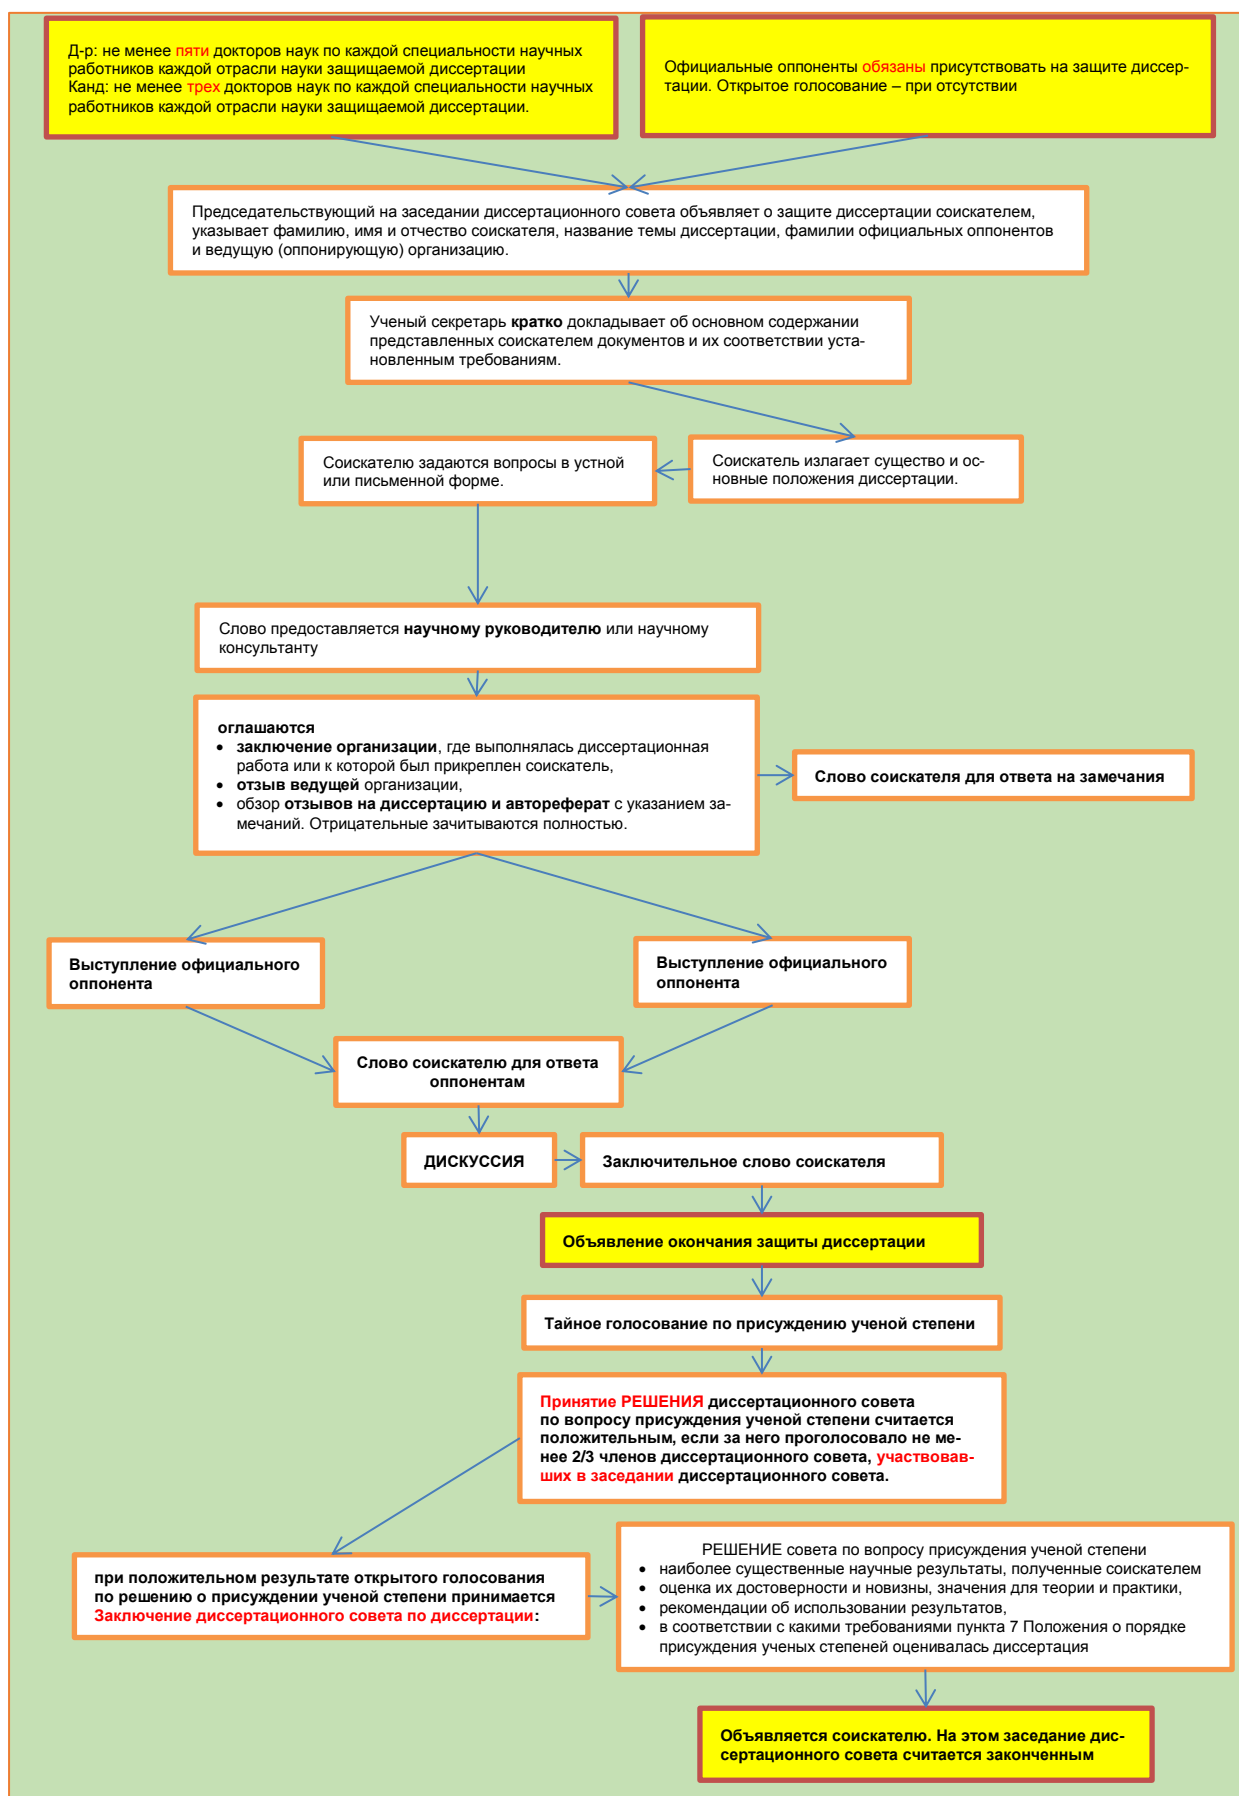 Д-р: не менее пяти докторов наук по каждой специальности научных
работников каждой отрасли науки защищаемой диссертации
Канд: не менее трех докторов наук по каждой специальности научных
работников каждой отрасли науки защищаемой диссертации.
Официальные оппоненты обязаны присутствовать на защите диссер-
тации. Открытое голосование – при отсутствии
Председательствующий на заседании диссертационного совета объявляет о защите диссертации соискателем,
указывает фамилию, имя и отчество соискателя, название темы диссертации, фамилии официальных оппонентов
и ведущую (оппонирующую) организацию.
Ученый секретарь кратко докладывает об основном содержании
представленных соискателем документов и их соответствии уста-
новленным требованиям.
Соискатель излагает существо и ос-
новные положения диссертации.
Соискателю задаются вопросы в устной
или письменной форме.
Слово предоставляется научному руководителю или научному
консультанту
оглашаются
• заключение организации, где выполнялась диссертационная
работа или к которой был прикреплен соискатель,
• отзыв ведущей организации,
• обзор отзывов на диссертацию и автореферат с указанием за-
мечаний. Отрицательные зачитываются полностью.
Слово соискателя для ответа на замечания
Выступление официального
оппонента
Выступление официального
оппонента
Слово соискателю для ответа
оппонентам
ДИСКУССИЯ
Заключительное слово соискателя
Объявление окончания защиты диссертации
Тайное голосование по присуждению ученой степени
Принятие РЕШЕНИЯ диссертационного совета
по вопросу присуждения ученой степени считается
положительным, если за него проголосовало не ме-
нее 2/3 членов диссертационного совета, участвовав-
ших в заседании диссертационного совета.
при положительном результате открытого голосования
по решению о присуждении ученой степени принимается
Заключение диссертационного совета по диссертации:
РЕШЕНИЕ совета по вопросу присуждения ученой степени
• наиболее существенные научные результаты, полученные соискателем
• оценка их достоверности и новизны, значения для теории и практики,
• рекомендации об использовании результатов,
• в соответствии с какими требованиями пункта 7 Положения о порядке
присуждения ученых степеней оценивалась диссертация
Объявляется соискателю. На этом заседание дис-
сертационного совета считается законченным